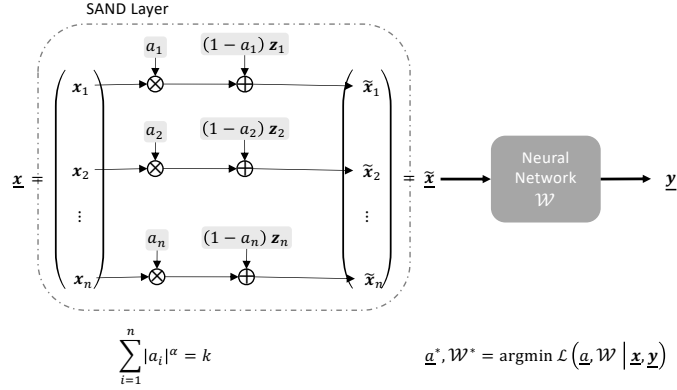 SAND Layer
a₁ (1 − a₁) z₁
x₁ ⊗ ⊕ x̃₁
a₂ (1 − a₂) z₂
x₂ ⊗ ⊕ x̃₂
x = = x̃ Neural Network 𝒲 y
⋮ ⋮
aₙ (1 − aₙ) zₙ
xₙ ⊗ ⊕ x̃ₙ
∑ᵢ₌₁ⁿ |aᵢ|^α = k
a*, 𝒲* = argmin ℒ(a, 𝒲 | x, y)